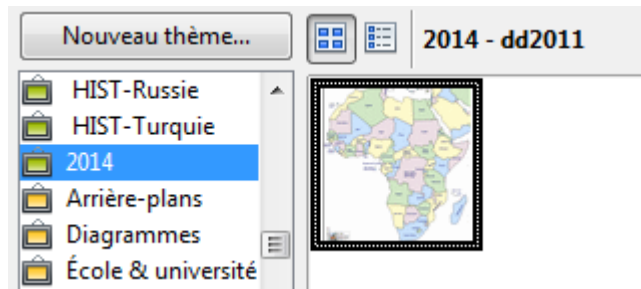 Nouveau thème...
2014 - dd2011
HIST-Russie
HIST-Turquie
2014
Arrière-plans
Diagrammes
École & université